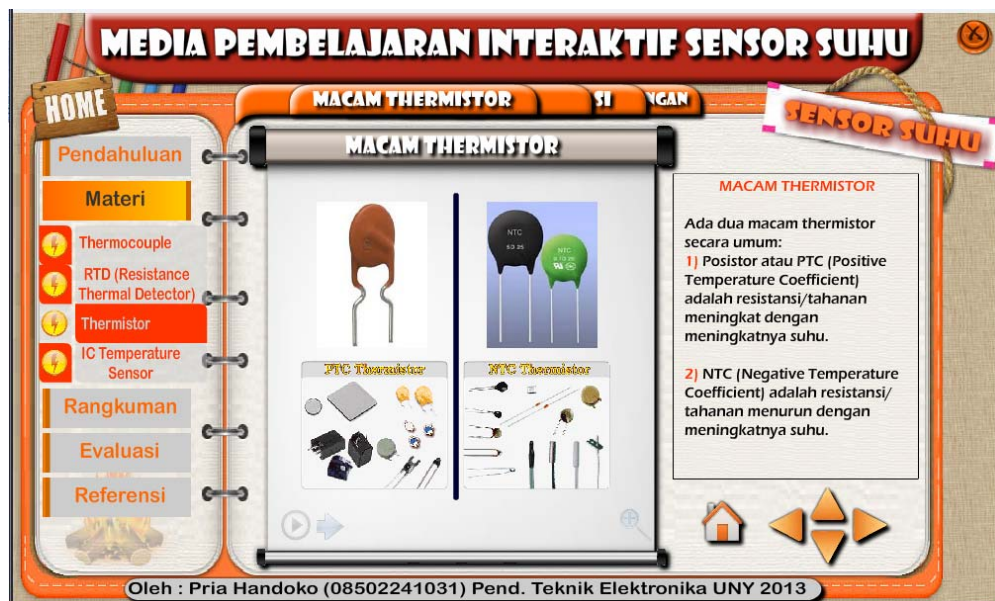 MEDIA PEMBELAJARAN INTERAKTIF SENSOR SUHU
HOME
MACAM THERMISTOR
SI
NGAN
SENSOR SUHU
Pendahuluan
Materi
Thermocouple
RTD (Resistance
Thermal Detector)
Thermistor
IC Temperature
Sensor
Rangkuman
Evaluasi
Referensi
MACAM THERMISTOR
NTC
NTC
PTC Thermistor
NTC Thermistor
MACAM THERMISTOR
Ada dua macam thermistor
secara umum:
1) Posistor atau PTC (Positive
Temperature Coefficient)
adalah resistansi/tahanan
meningkat dengan
meningkatnya suhu.
2) NTC (Negative Temperature
Coefficient) adalah resistansi/
tahanan menurun dengan
meningkatnya suhu.
Oleh : Pria Handoko (08502241031) Pend. Teknik Elektronika UNY 2013